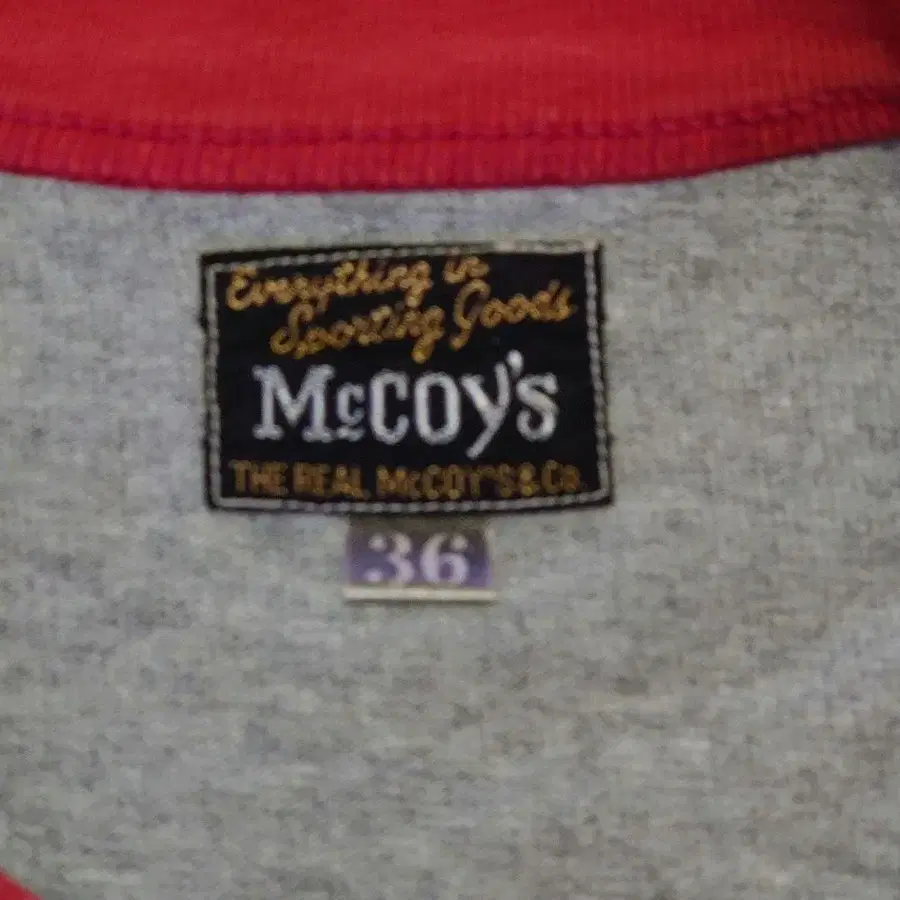 Everything in
Sporting Goods
McCOY'S
THE REAL McCOY'S & Co.
36